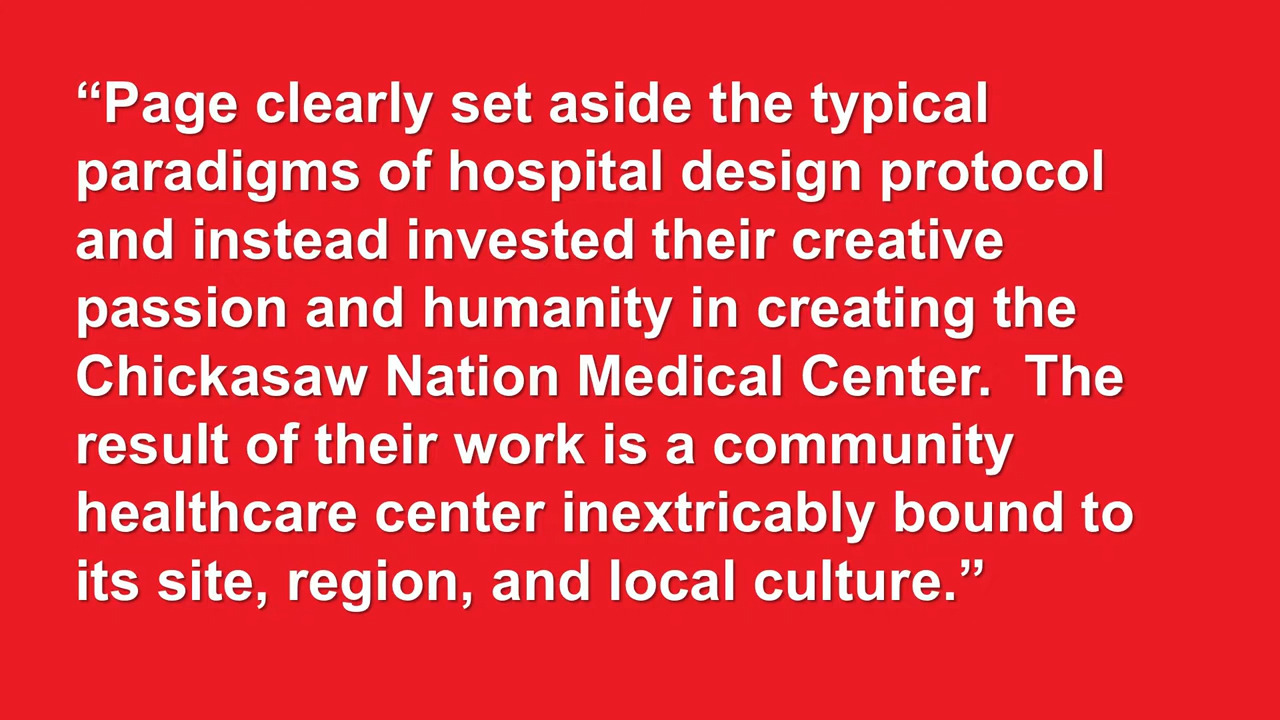 “Page clearly set aside the typical
paradigms of hospital design protocol
and instead invested their creative
passion and humanity in creating the
Chickasaw Nation Medical Center.  The
result of their work is a community
healthcare center inextricably bound to
its site, region, and local culture.”